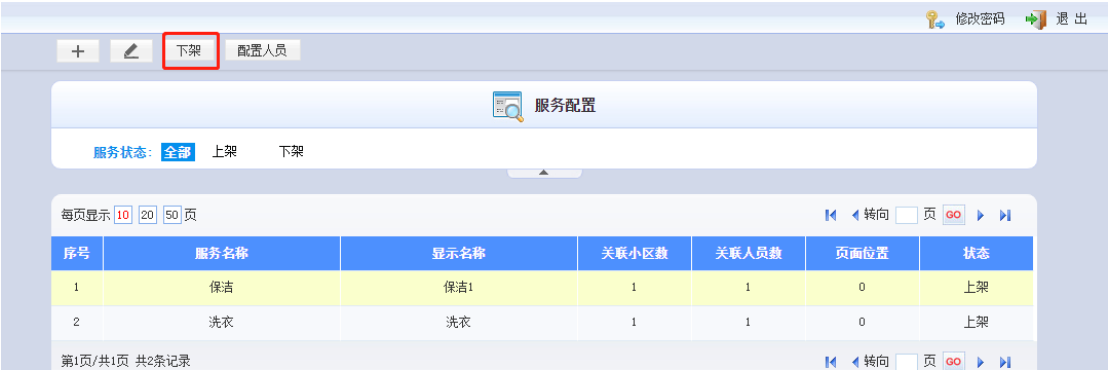 修改密码 退 出
下架 配置人员
服务配置
服务状态: 全部 上架 下架
每页显示 10 20 50 页 转向 页 GO
序号 服务名称 显示名称 关联小区数 关联人员数 页面位置 状态
1 保洁 保洁1 1 1 0 上架
2 洗衣 洗衣 1 1 0 上架
第1页/共1页 共2条记录 转向 页 GO